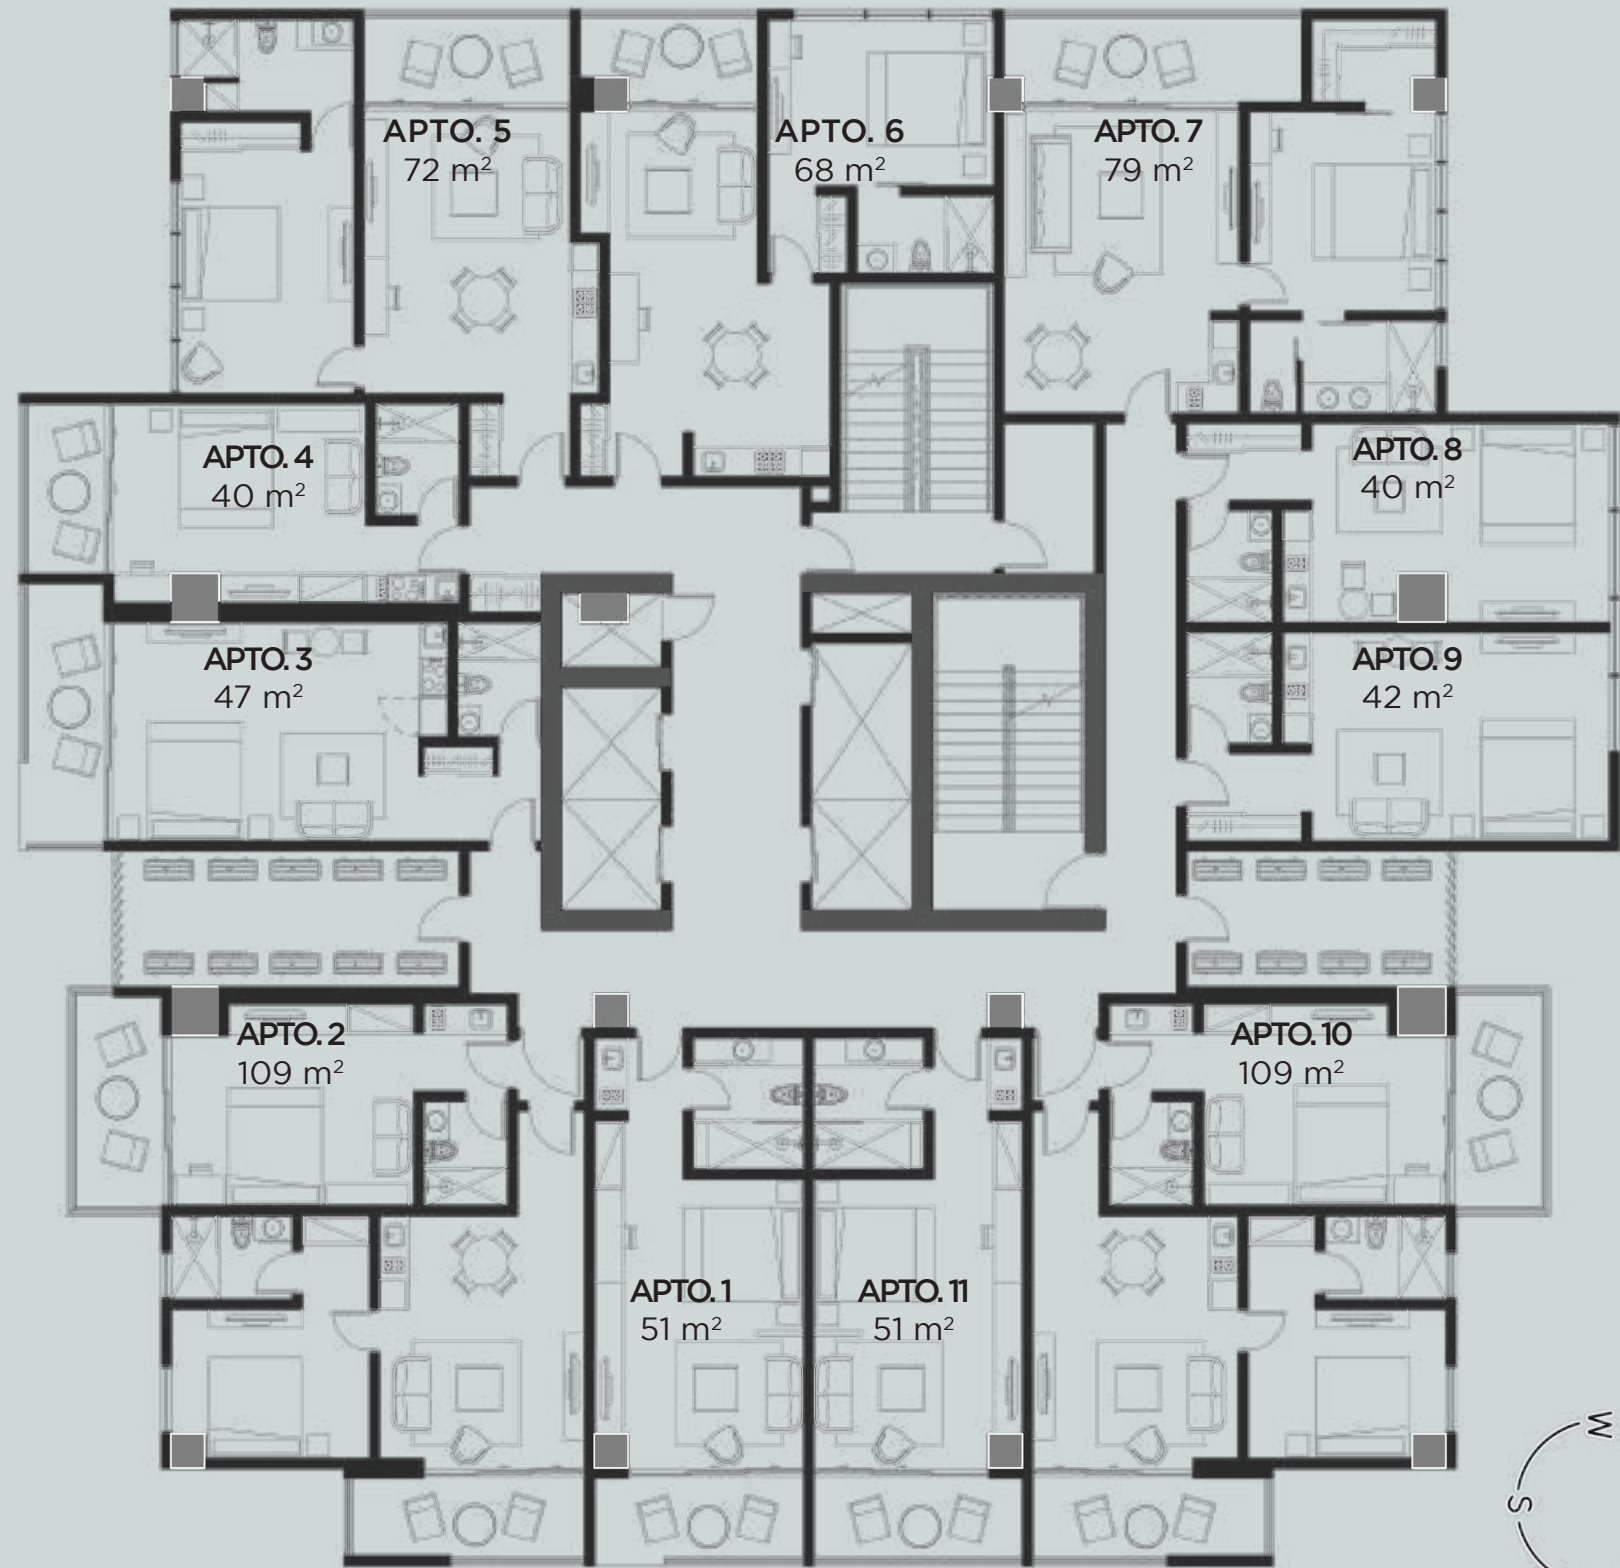 APTO. 5
72 m²
APTO. 6
68 m²
APTO. 7
79 m²
APTO. 4
40 m²
APTO. 8
40 m²
APTO. 3
47 m²
APTO. 9
42 m²
APTO. 2
109 m²
APTO. 10
109 m²
APTO. 1
51 m²
APTO. 11
51 m²
W
S